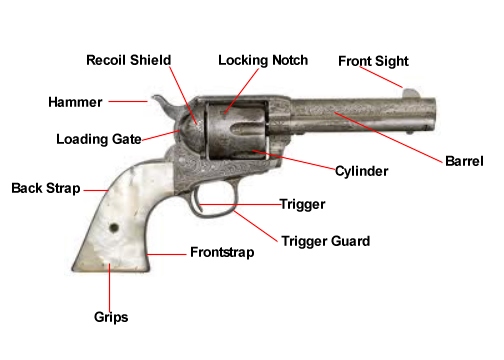 Recoil Shield
Locking Notch
Front Sight
Hammer
Loading Gate
Barrel
Cylinder
Back Strap
Trigger
Trigger Guard
Frontstrap
Grips